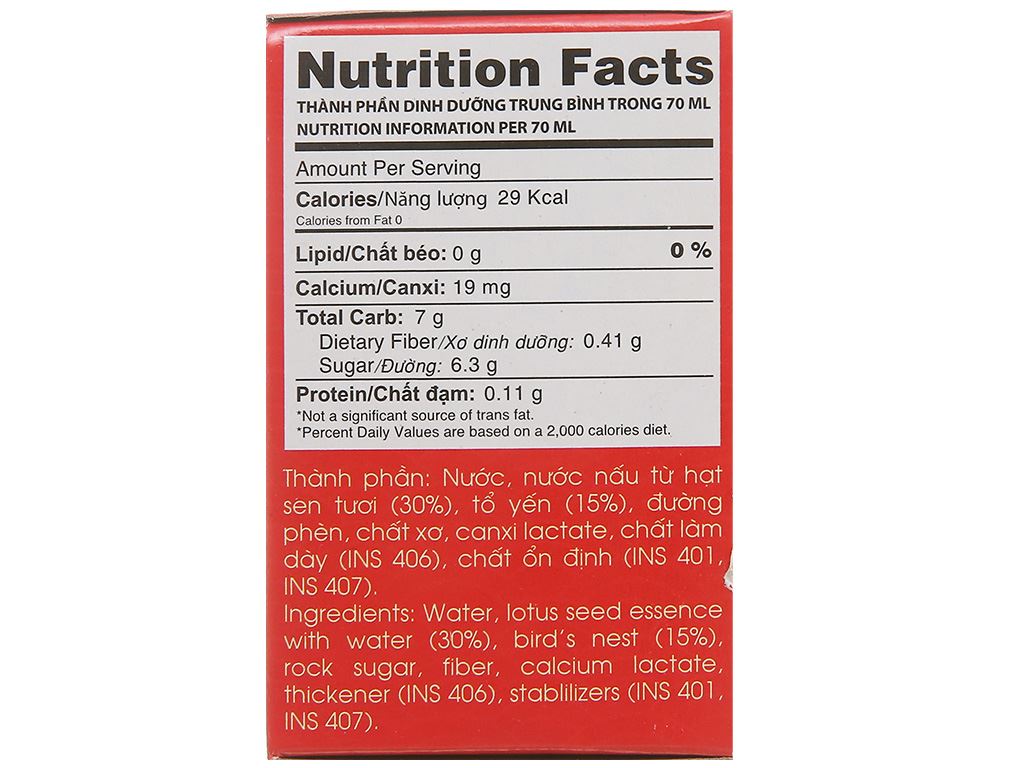 Nutrition Facts
THÀNH PHẦN DINH DƯỠNG TRUNG BÌNH TRONG 70 ML
NUTRITION INFORMATION PER 70 ML
Amount Per Serving
Calories/Năng lượng 29 Kcal
Calories from Fat 0
Lipid/Chất béo: 0 g 0 %
Calcium/Canxi: 19 mg
Total Carb: 7 g
Dietary Fiber/Xơ dinh dưỡng: 0.41 g
Sugar/Đường: 6.3 g
Protein/Chất đạm: 0.11 g
*Not a significant source of trans fat.
*Percent Daily Values are based on a 2,000 calories diet.
Thành phần: Nước, nước nấu từ hạt
sen tươi (30%), tổ yến (15%), đường
phèn, chất xơ, canxi lactate, chất làm
dày (INS 406), chất ổn định (INS 401,
INS 407).
Ingredients: Water, lotus seed essence
with water (30%), bird's nest (15%),
rock sugar, fiber, calcium lactate,
thickener (INS 406), stablilizers (INS 401,
INS 407).